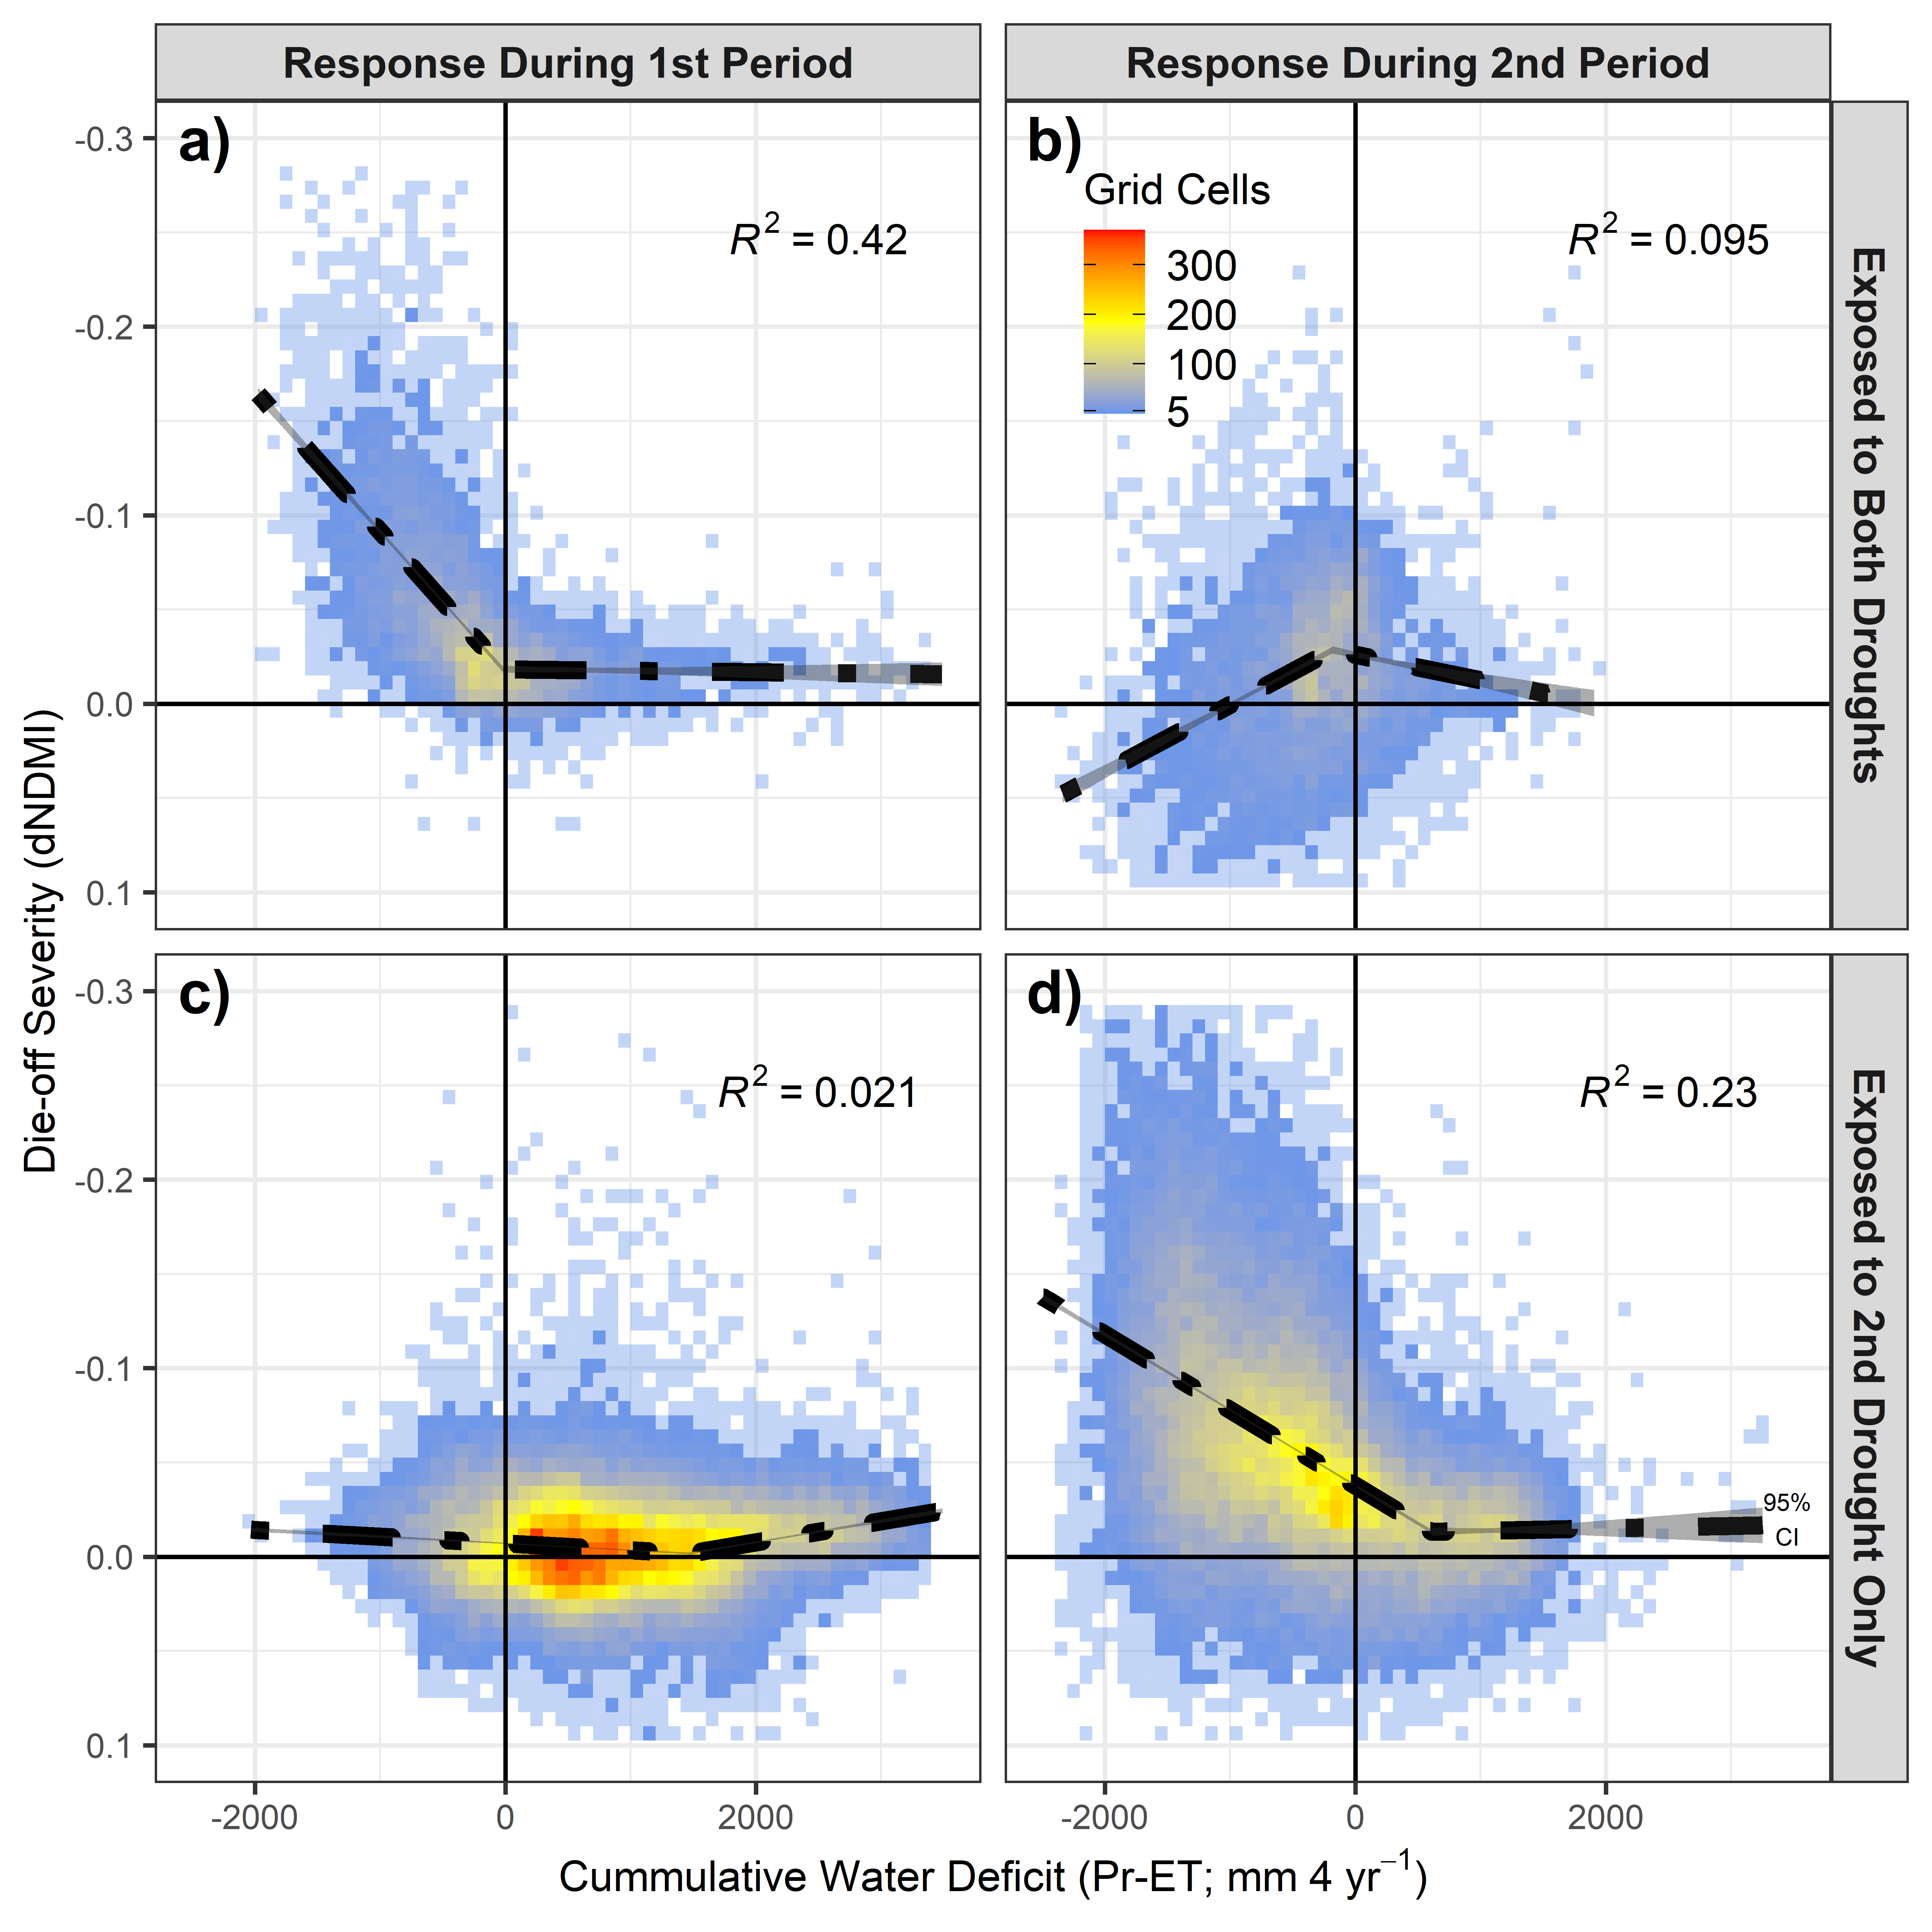 Response During 1st Period
Response During 2nd Period
Exposed to Both Droughts
Exposed to 2nd Drought Only
Die-off Severity (dNDMI)
a)
R² = 0.42
-0.3
-0.2
-0.1
0.0
0.1
b)
Grid Cells
300
200
100
5
R² = 0.095
c)
R² = 0.021
-0.3
-0.2
-0.1
0.0
0.1
d)
R² = 0.23
95%
CI
-2000
0
2000
-2000
0
2000
Cummulative Water Deficit (Pr-ET; mm 4 yr⁻¹)